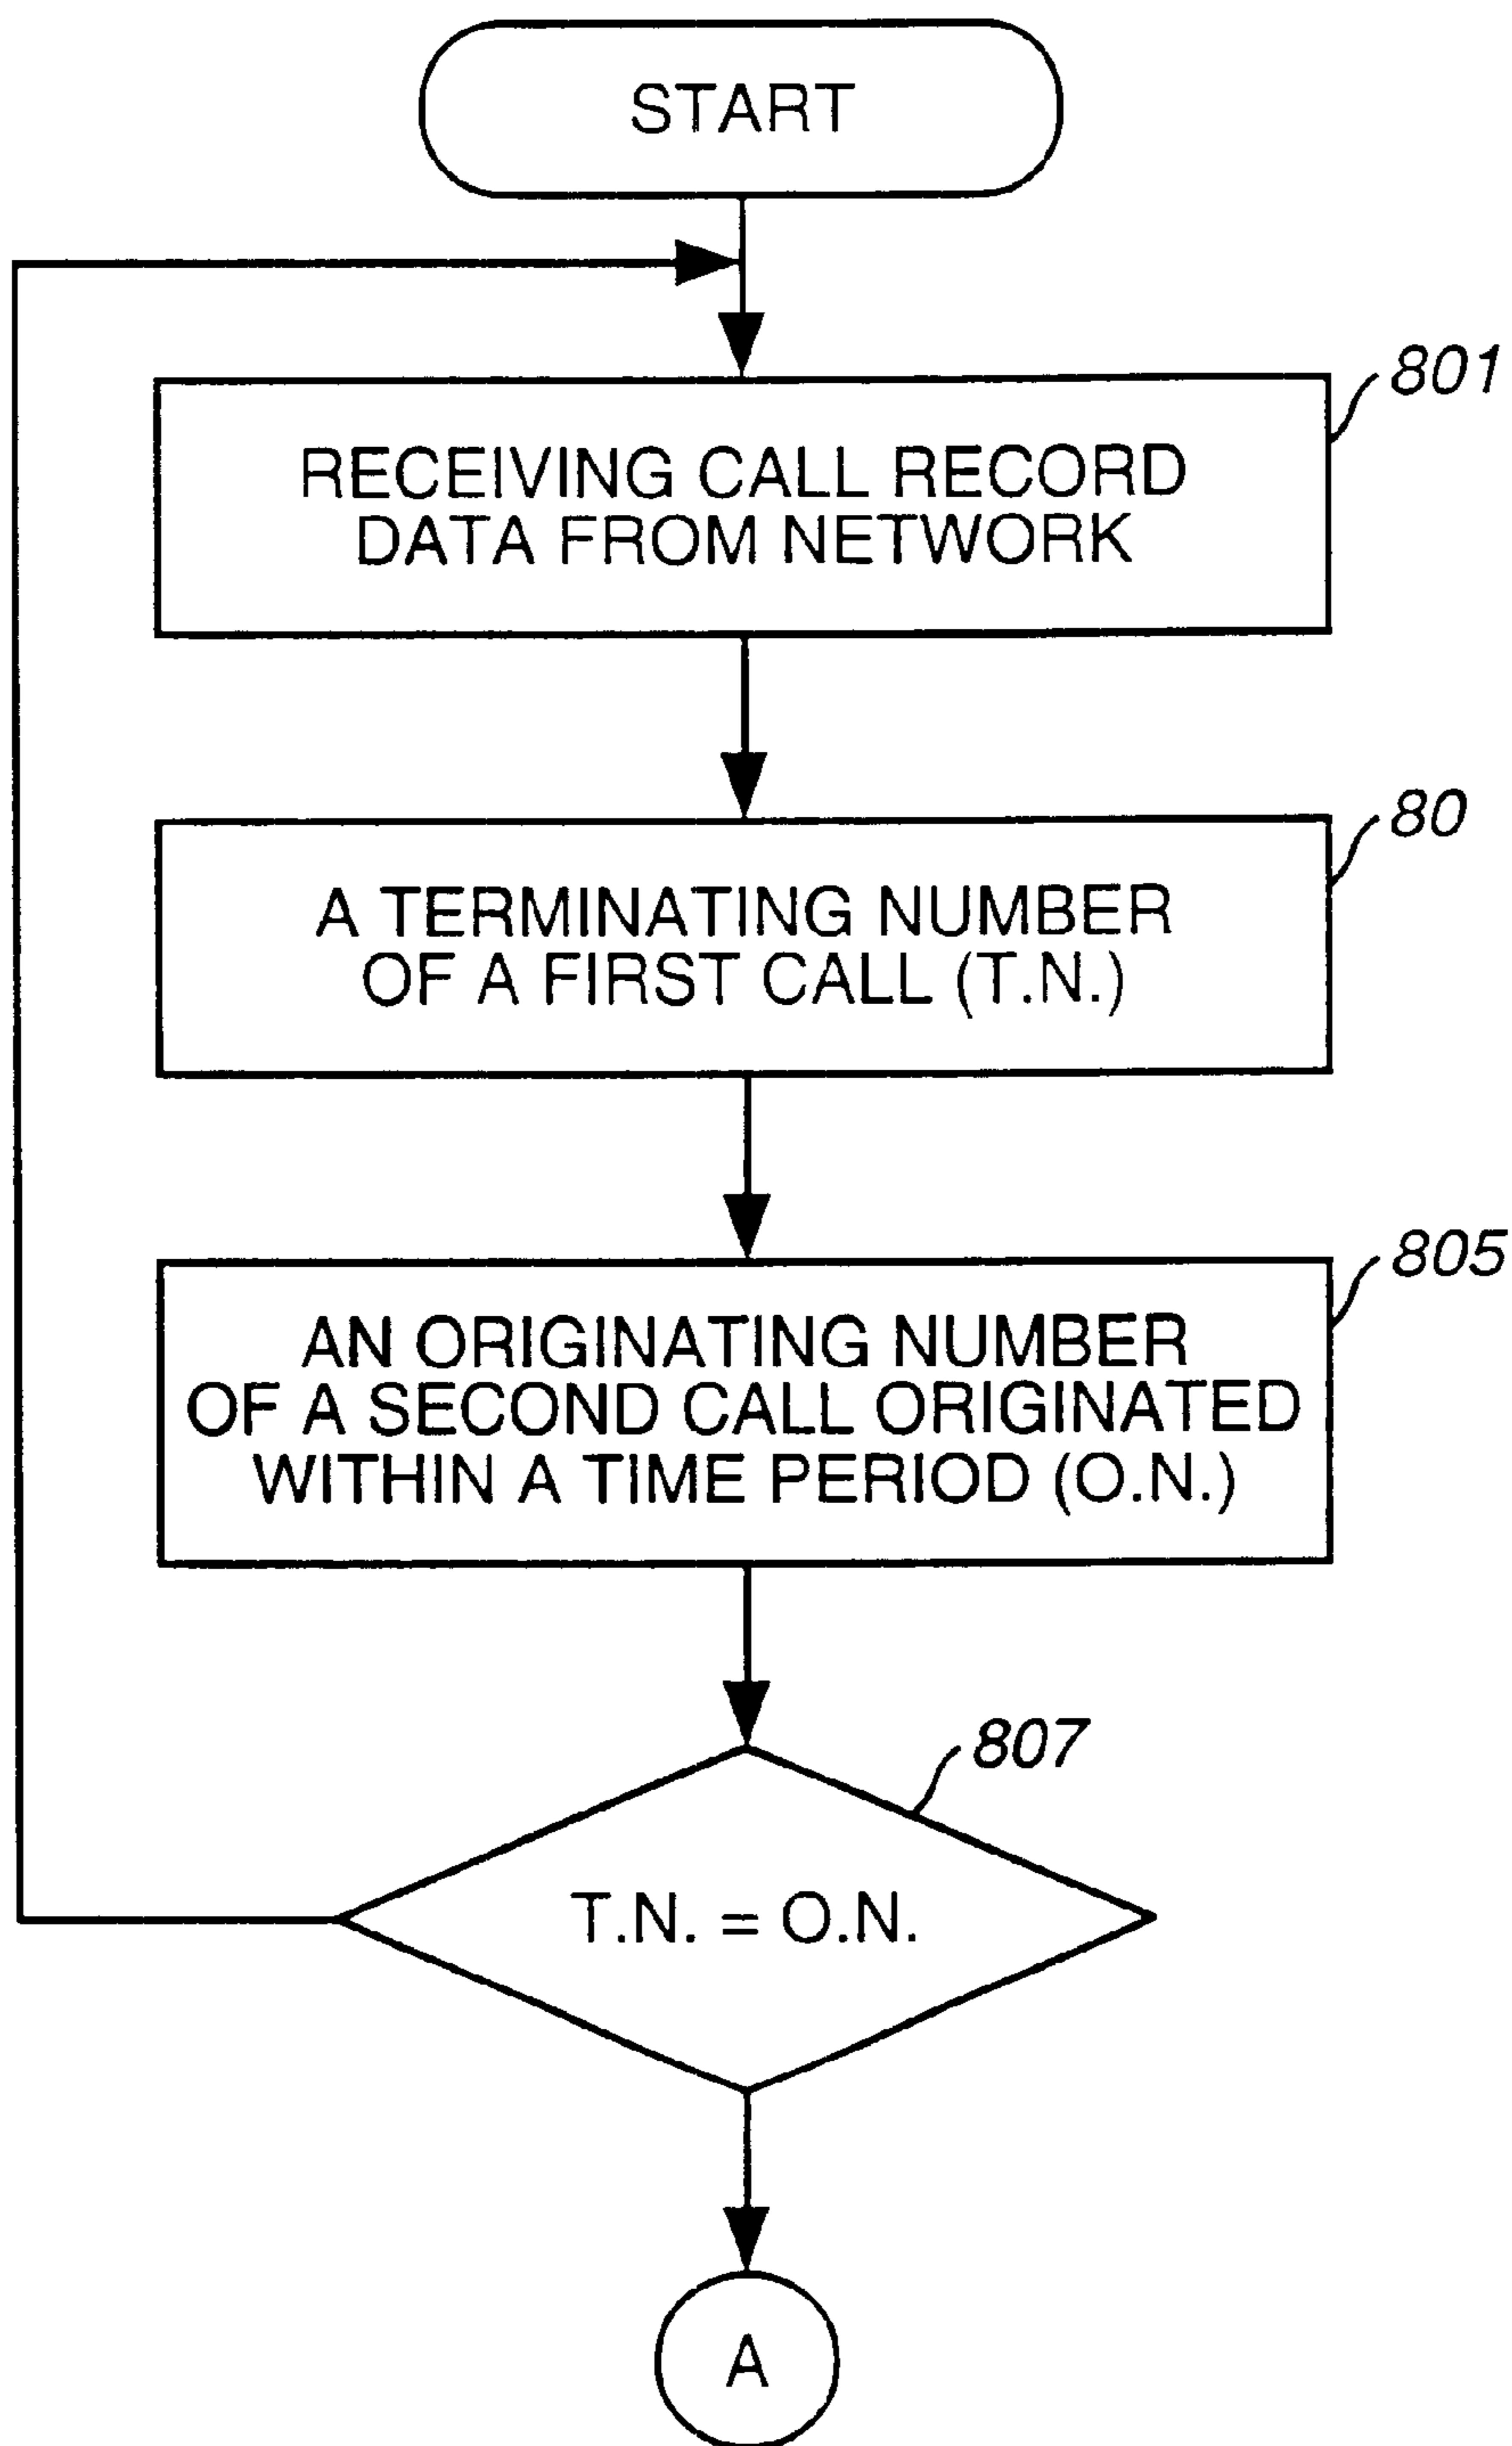 START
801
RECEIVING CALL RECORD
DATA FROM NETWORK
80
A TERMINATING NUMBER
OF A FIRST CALL (T.N.)
805
AN ORIGINATING NUMBER
OF A SECOND CALL ORIGINATED
WITHIN A TIME PERIOD (O.N.)
807
T.N. = O.N.
A